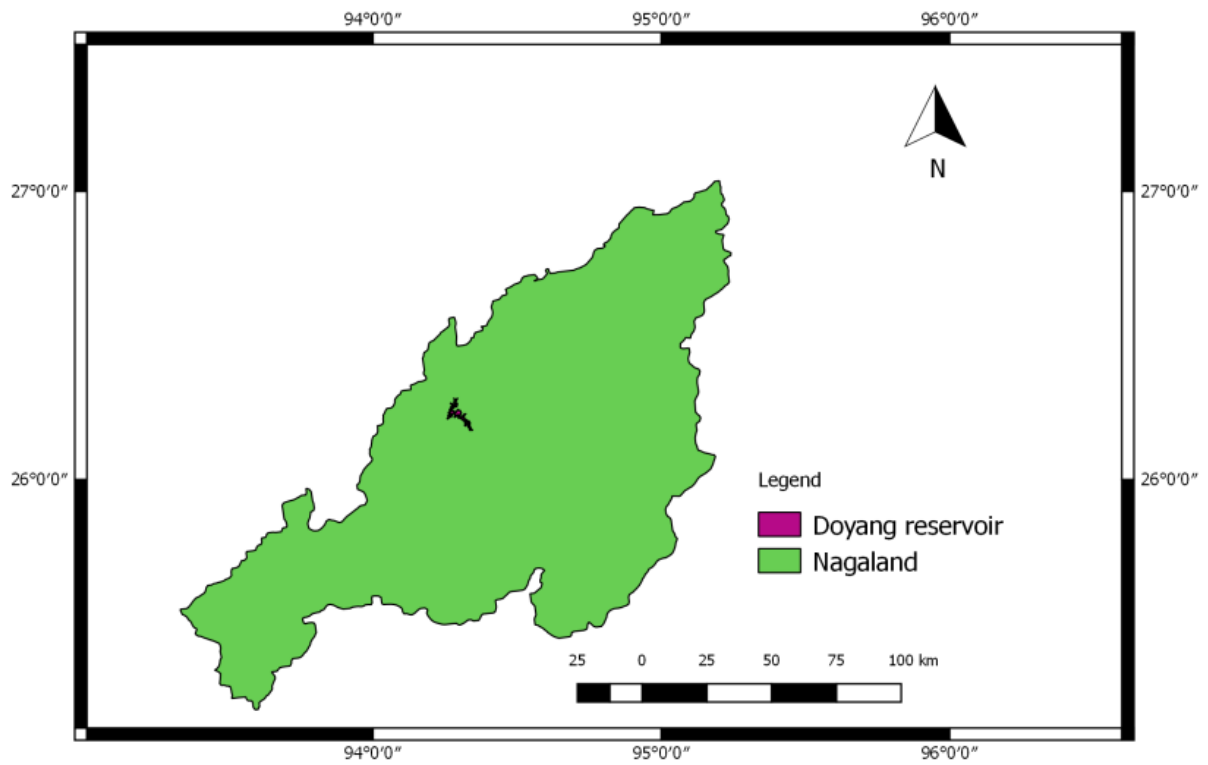 94°0′0″ 95°0′0″ 96°0′0″
N
27°0′0″ 27°0′0″
26°0′0″ 26°0′0″
Legend
Doyang reservoir
Nagaland
25 0 25 50 75 100 km
94°0′0″ 95°0′0″ 96°0′0″